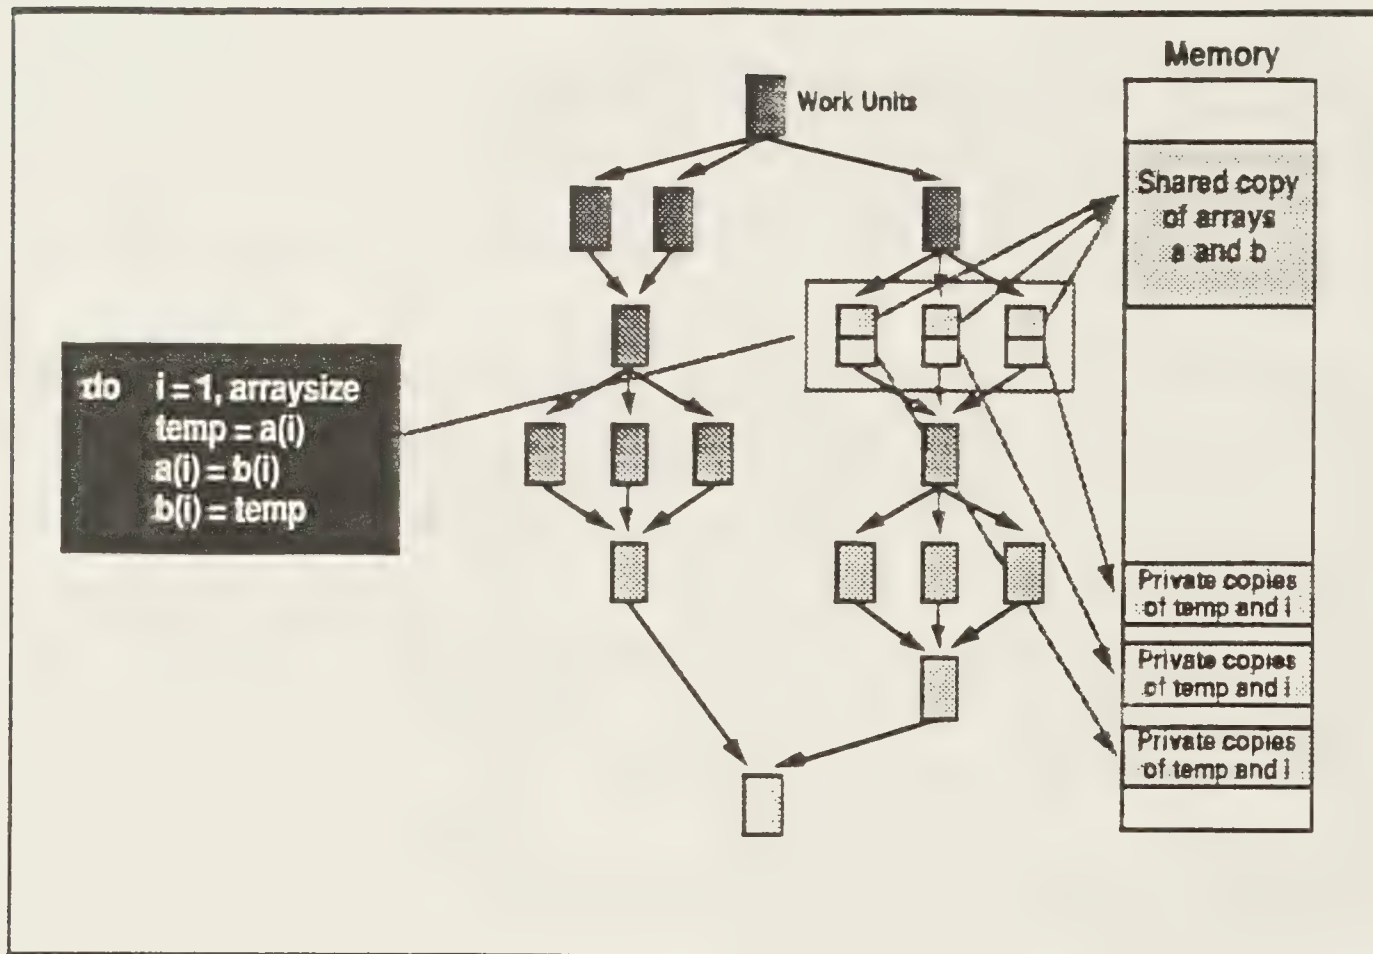 Memory
Work Units
Shared copy
of arrays
a and b
do i = 1, arraysize
temp = a(i)
a(i) = b(i)
b(i) = temp
Private copies
of temp and i
Private copies
of temp and i
Private copies
of temp and i